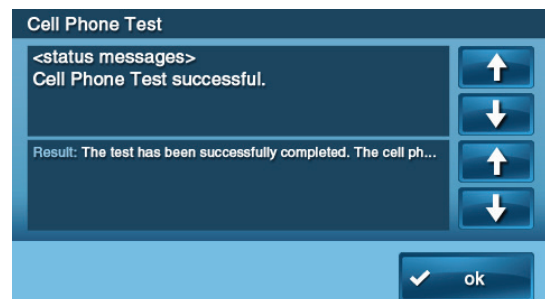 Cell Phone Test
<status messages>
Cell Phone Test successful.
Result: The test has been successfully completed. The cell ph...
ok